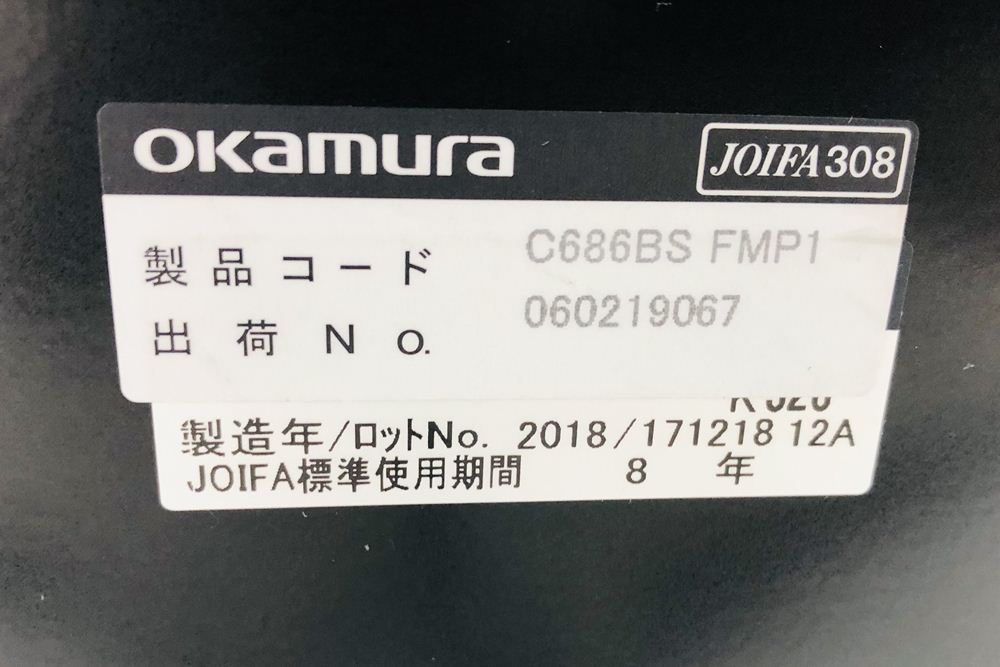 okamura
JOIFA308
製品コード C686BS FMP1
出荷No. 060219067
製造年/ロットNo. 2018/171218 12A
JOIFA標準使用期間 8 年